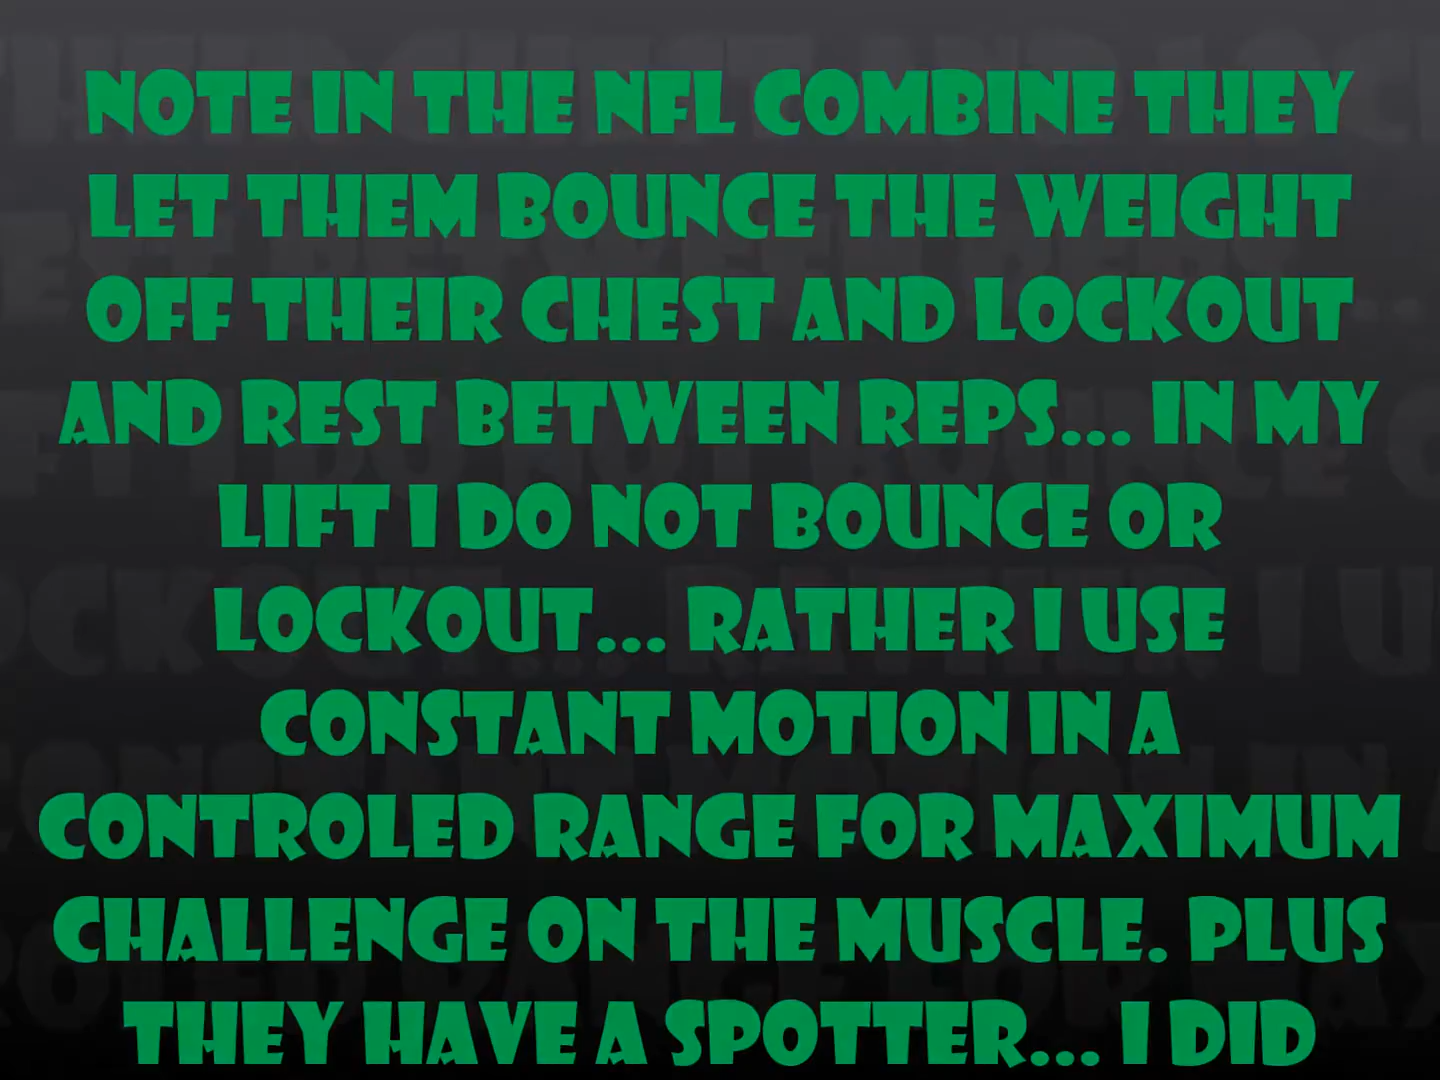 NOTE IN THE NFL COMBINE THEY
LET THEM BOUNCE THE WEIGHT
OFF THEIR CHEST AND LOCKOUT
AND REST BETWEEN REPS... IN MY
LIFT I DO NOT BOUNCE OR
LOCKOUT... RATHER I USE
CONSTANT MOTION IN A
CONTROLED RANGE FOR MAXIMUM
CHALLENGE ON THE MUSCLE. PLUS
THEY HAVE A SPOTTER... I DID